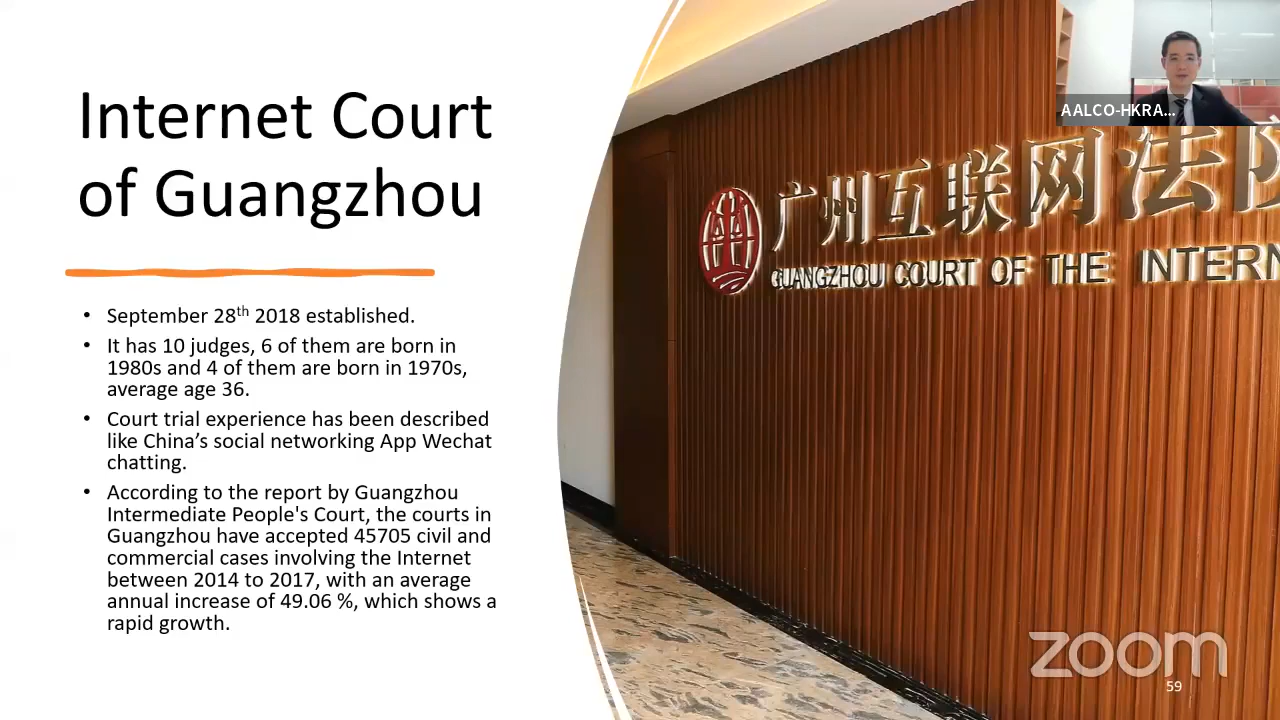 Internet Court
of Guangzhou
• September 28th 2018 established.
• It has 10 judges, 6 of them are born in
1980s and 4 of them are born in 1970s,
average age 36.
• Court trial experience has been described
like China’s social networking App Wechat
chatting.
• According to the report by Guangzhou
Intermediate People's Court, the courts in
Guangzhou have accepted 45705 civil and
commercial cases involving the Internet
between 2014 to 2017, with an average
annual increase of 49.06 %, which shows a
rapid growth.
AALCO-HKRA...
广州互联网法院
GUANGZHOU COURT OF THE INTERN
zoom
59